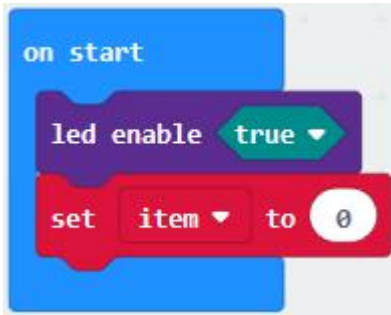 on start
led enable true
set item to 0